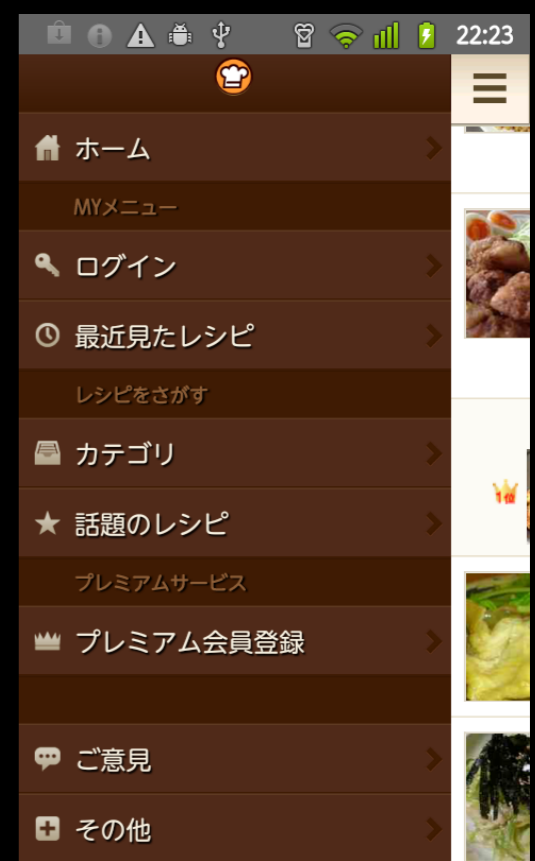 22:23
ホーム
MYメニュー
ログイン
最近見たレシピ
レシピをさがす
カテゴリ
1位
話題のレシピ
プレミアムサービス
プレミアム会員登録
ご意見
その他